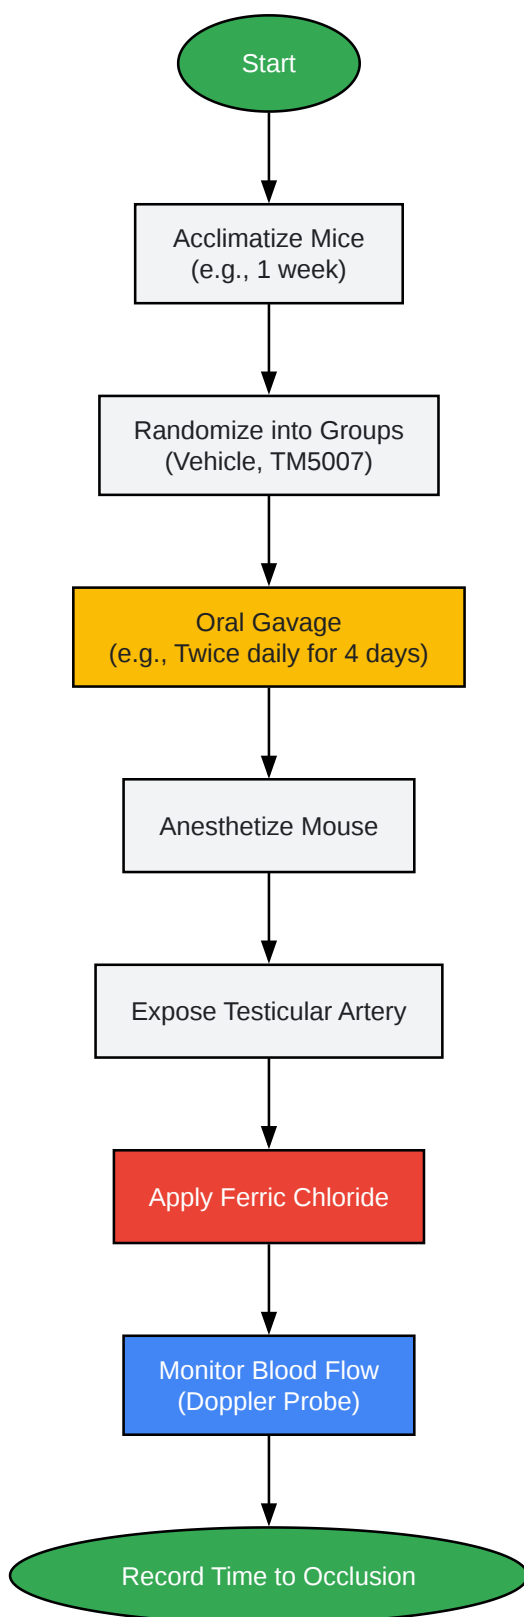 Start
Acclimatize Mice
(e.g., 1 week)
Randomize into Groups
(Vehicle, TM5007)
Oral Gavage
(e.g., Twice daily for 4 days)
Anesthetize Mouse
Expose Testicular Artery
Apply Ferric Chloride
Monitor Blood Flow
(Doppler Probe)
Record Time to Occlusion